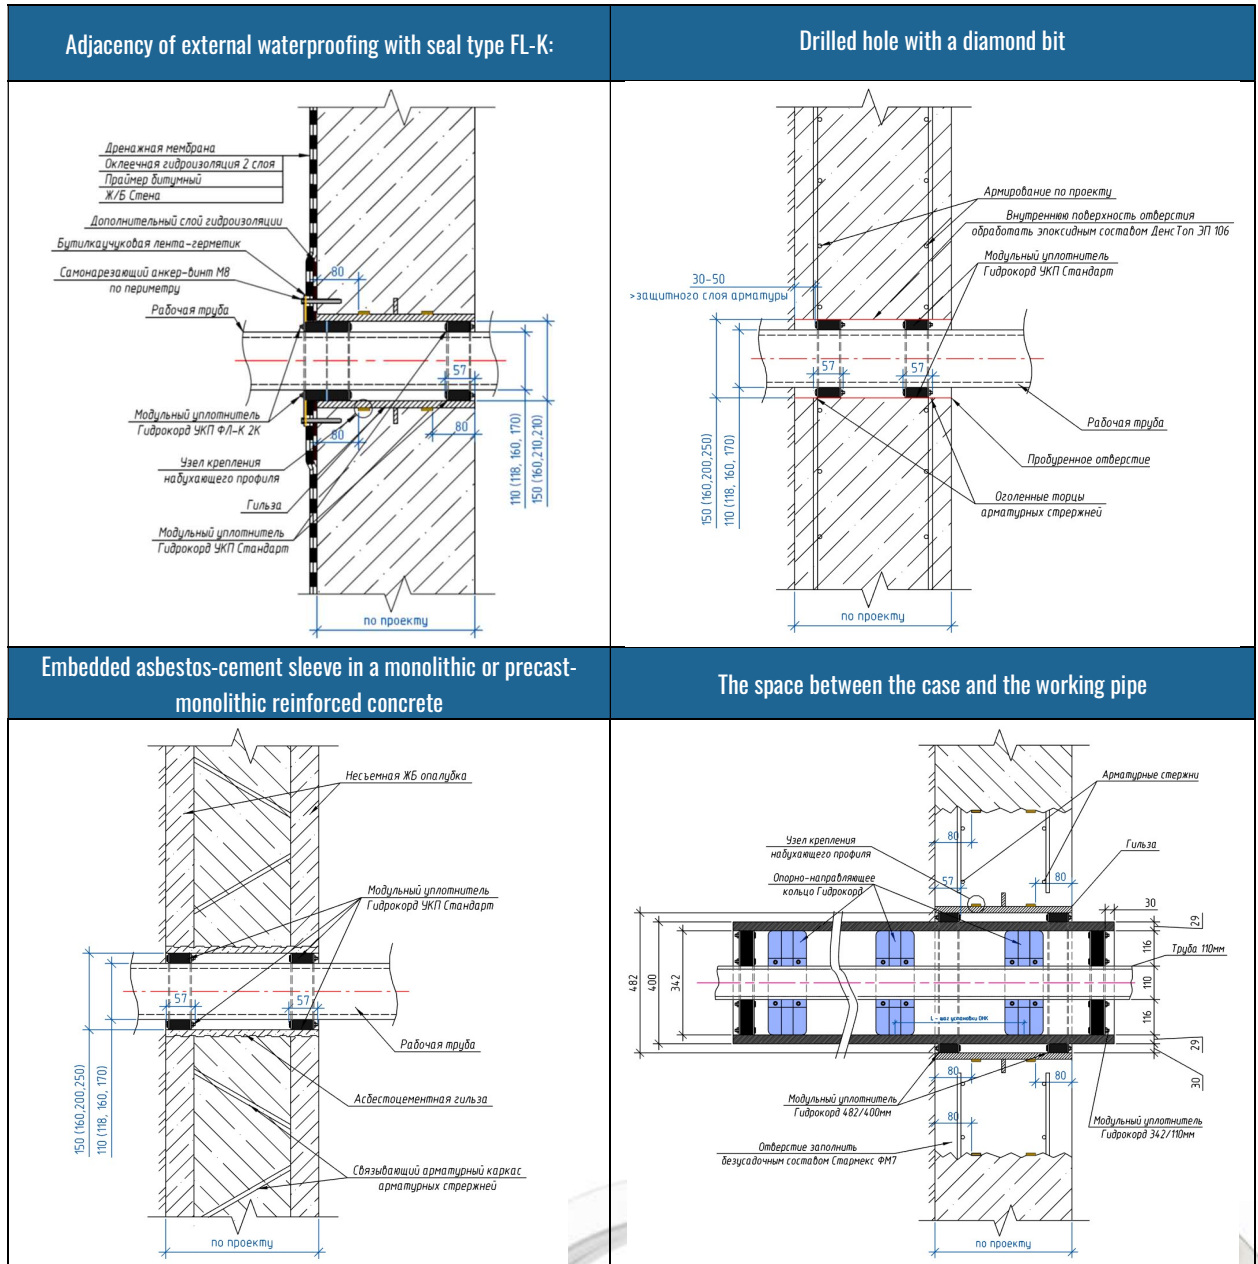 Adjacency of external waterproofing with seal type FL-K:
Дренажная мембрана
Оклеечная гидроизоляция 2 слоя
Праймер битумный
Ж/Б Стена
Дополнительный слой гидроизоляции
Бутилкаучуковая лента-герметик
Самонарезающий анкер-винт М8
по периметру
Рабочая труба
80
57
Модульный уплотнитель
Гидрокорд УКП ФЛ-К 2К
80
80
Узел крепления
набухающего профиля
Гильза
Модульный уплотнитель
Гидрокорд УКП Стандарт
110 (118, 160, 170)
150 (160,210,210)
по проекту
Drilled hole with a diamond bit
Армирование по проекту
Внутреннюю поверхность отверстия
обработать эпоксидным составом ДенсТоп ЭП 106
Модульный уплотнитель
Гидрокорд УКП Стандарт
30-50
>защитного слоя арматуры
57
57
150 (160,200,250)
110 (118, 160, 170)
Рабочая труба
Пробуренное отверстие
Оголенные торцы
арматурных стрержней
по проекту
Embedded asbestos-cement sleeve in a monolithic or precast-
monolithic reinforced concrete
Несъемная ЖБ опалубка
Модульный уплотнитель
Гидрокорд УКП Стандарт
57
57
Рабочая труба
150 (160,200,250)
110 (118, 160, 170)
Асбестоцементная гильза
Связывающий арматурный каркас
арматурных стрержней
по проекту
The space between the case and the working pipe
Арматурные стержни
Узел крепления
набухающего профиля
80
Гильза
Опорно-направляющее
кольцо Гидрокорд
57
80
30
29
116
Труба 110мм
482
400
342
110
L - шаг установки ОНК
116
29
30
80
80
Модульный уплотнитель
Гидрокорд 482/400мм
80
Модульный уплотнитель
Гидрокорд 342/110мм
Отверстие заполнить
безусадочным составом Стармекс ФМ7
по проекту